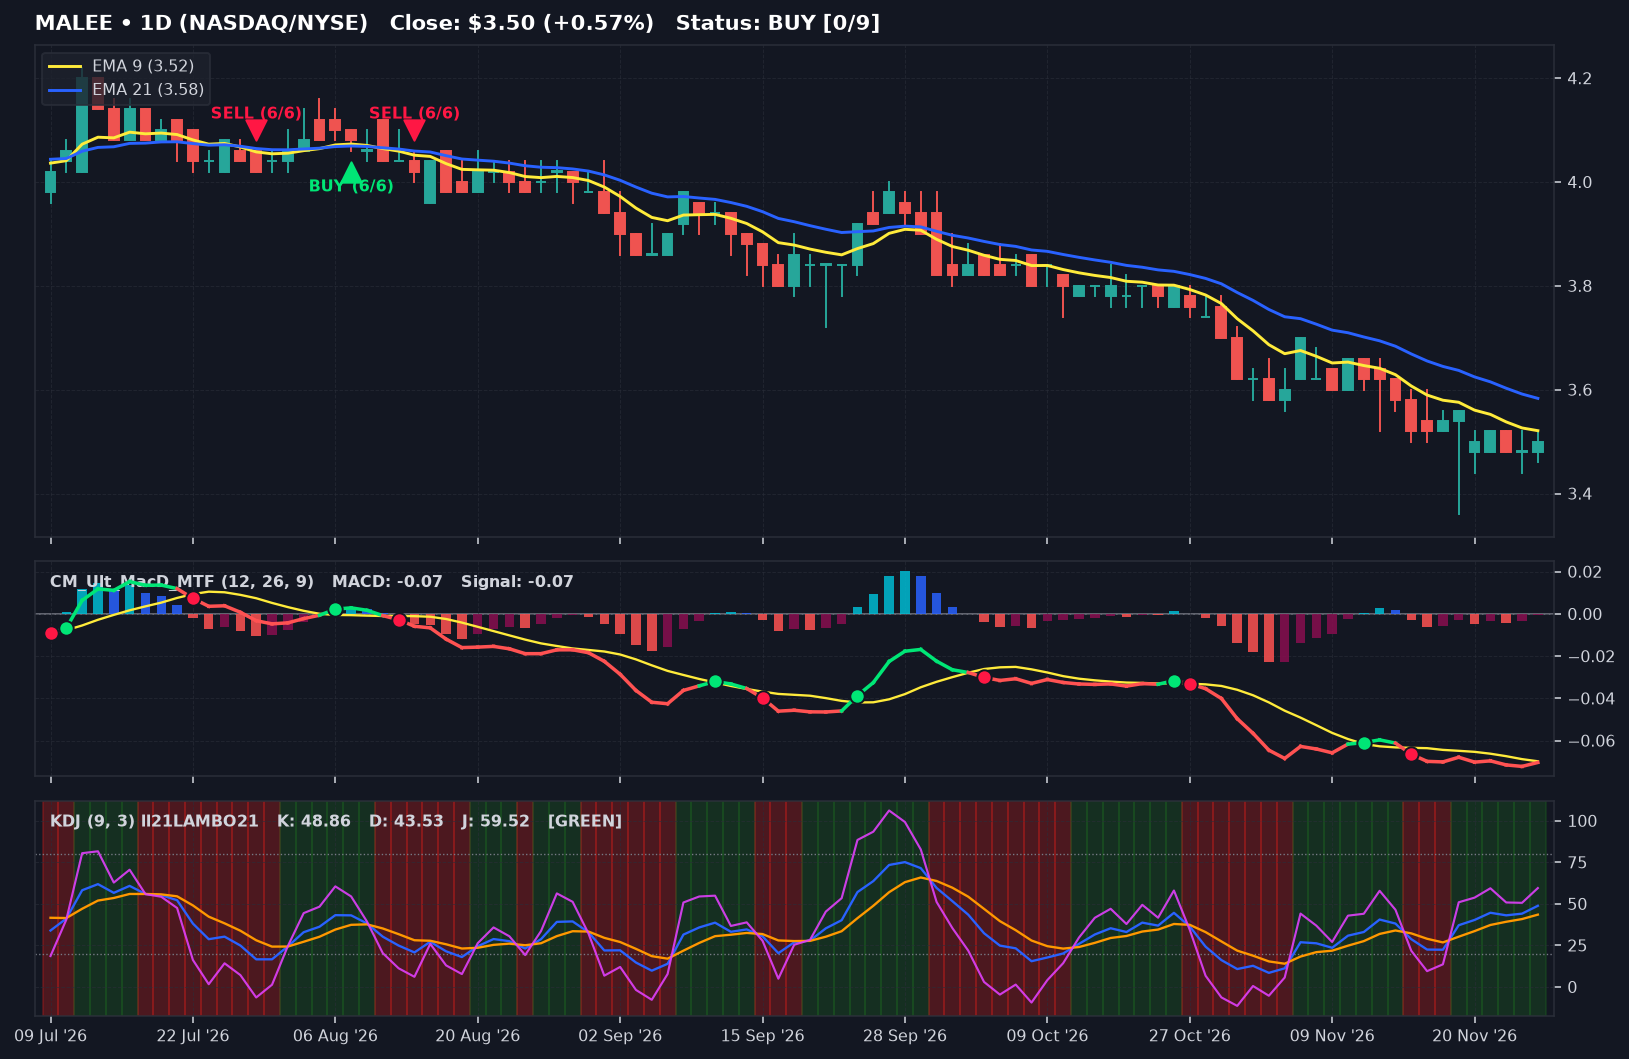 MALEE • 1D (NASDAQ/NYSE)   Close: $3.50 (+0.57%)   Status: BUY [0/9]
EMA 9 (3.52)
EMA 21 (3.58)
SELL (6/6)
SELL (6/6)
BUY (6/6)
4.2
4.0
3.8
3.6
3.4
CM_Ult_MacD_MTF (12, 26, 9)   MACD: -0.07   Signal: -0.07
0.02
0.00
−0.02
−0.04
−0.06
KDJ (9, 3) II21LAMBO21   K: 48.86   D: 43.53   J: 59.52   [GREEN]
100
75
50
25
0
09 Jul '26
22 Jul '26
06 Aug '26
20 Aug '26
02 Sep '26
15 Sep '26
28 Sep '26
09 Oct '26
27 Oct '26
09 Nov '26
20 Nov '26